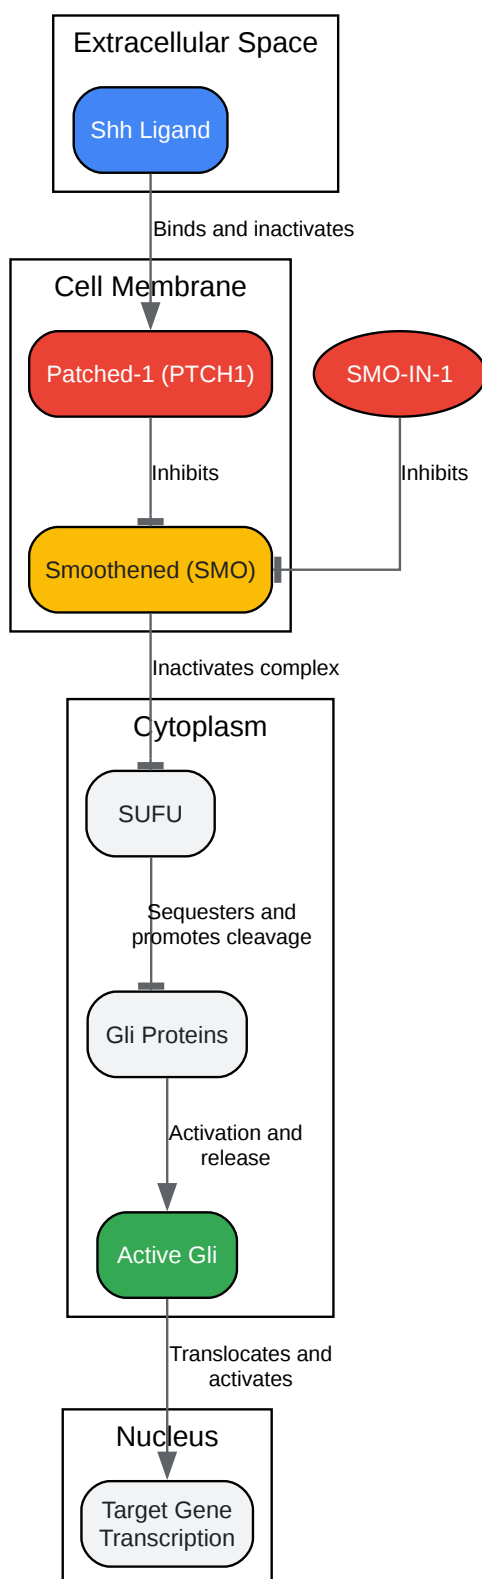 Extracellular Space
Shh Ligand
Binds and inactivates
Cell Membrane
Patched-1 (PTCH1)
SMO-IN-1
Inhibits
Inhibits
Smoothened (SMO)
Inactivates complex
Cytoplasm
SUFU
Sequesters and
promotes cleavage
Gli Proteins
Activation and
release
Active Gli
Translocates and
activates
Nucleus
Target Gene
Transcription